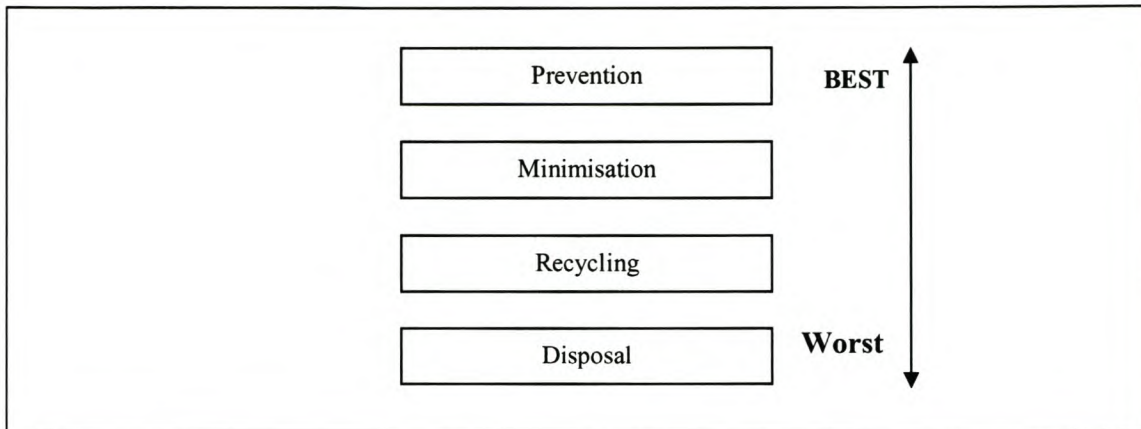 Prevention
BEST
Minimisation
Recycling
Disposal
Worst